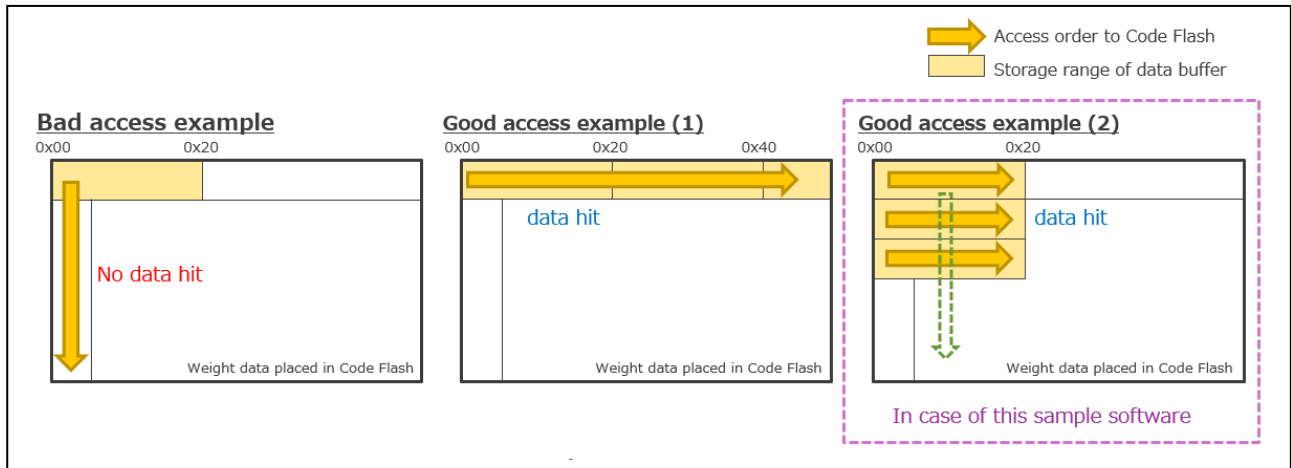 Access order to Code Flash
Storage range of data buffer
Bad access example
0x00 0x20
No data hit
Weight data placed in Code Flash
Good access example (1)
0x00 0x20 0x40
data hit
Weight data placed in Code Flash
Good access example (2)
0x00 0x20
data hit
Weight data placed in Code Flash
In case of this sample software